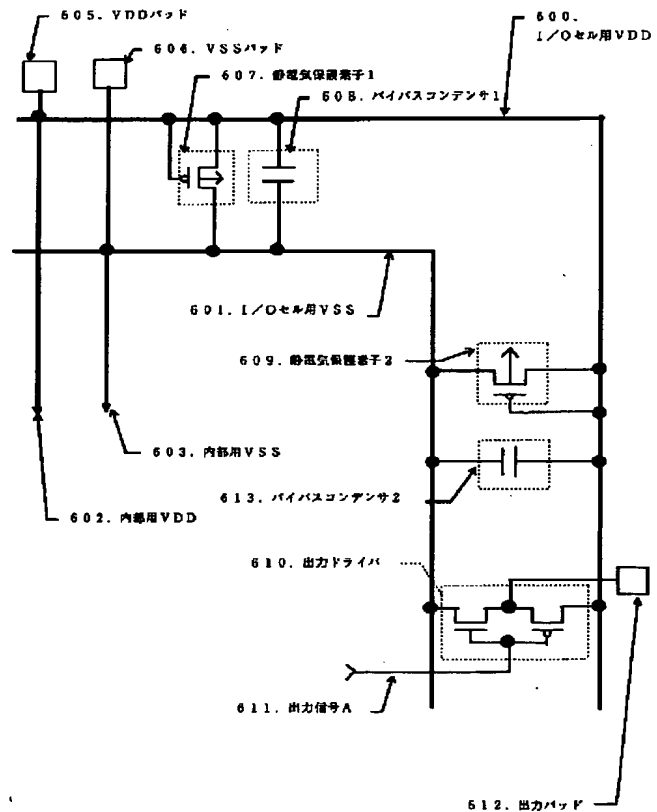 605. VDDパッド
600.
I/Oセル用VDD
606. VSSパッド
607. 静電気保護素子1
608. バイパスコンデンサ1
601. I/Oセル用VSS
609. 静電気保護素子2
603. 内部用VSS
613. バイパスコンデンサ2
602. 内部用VDD
610. 出力ドライバ
611. 出力信号A
612. 出力パッド